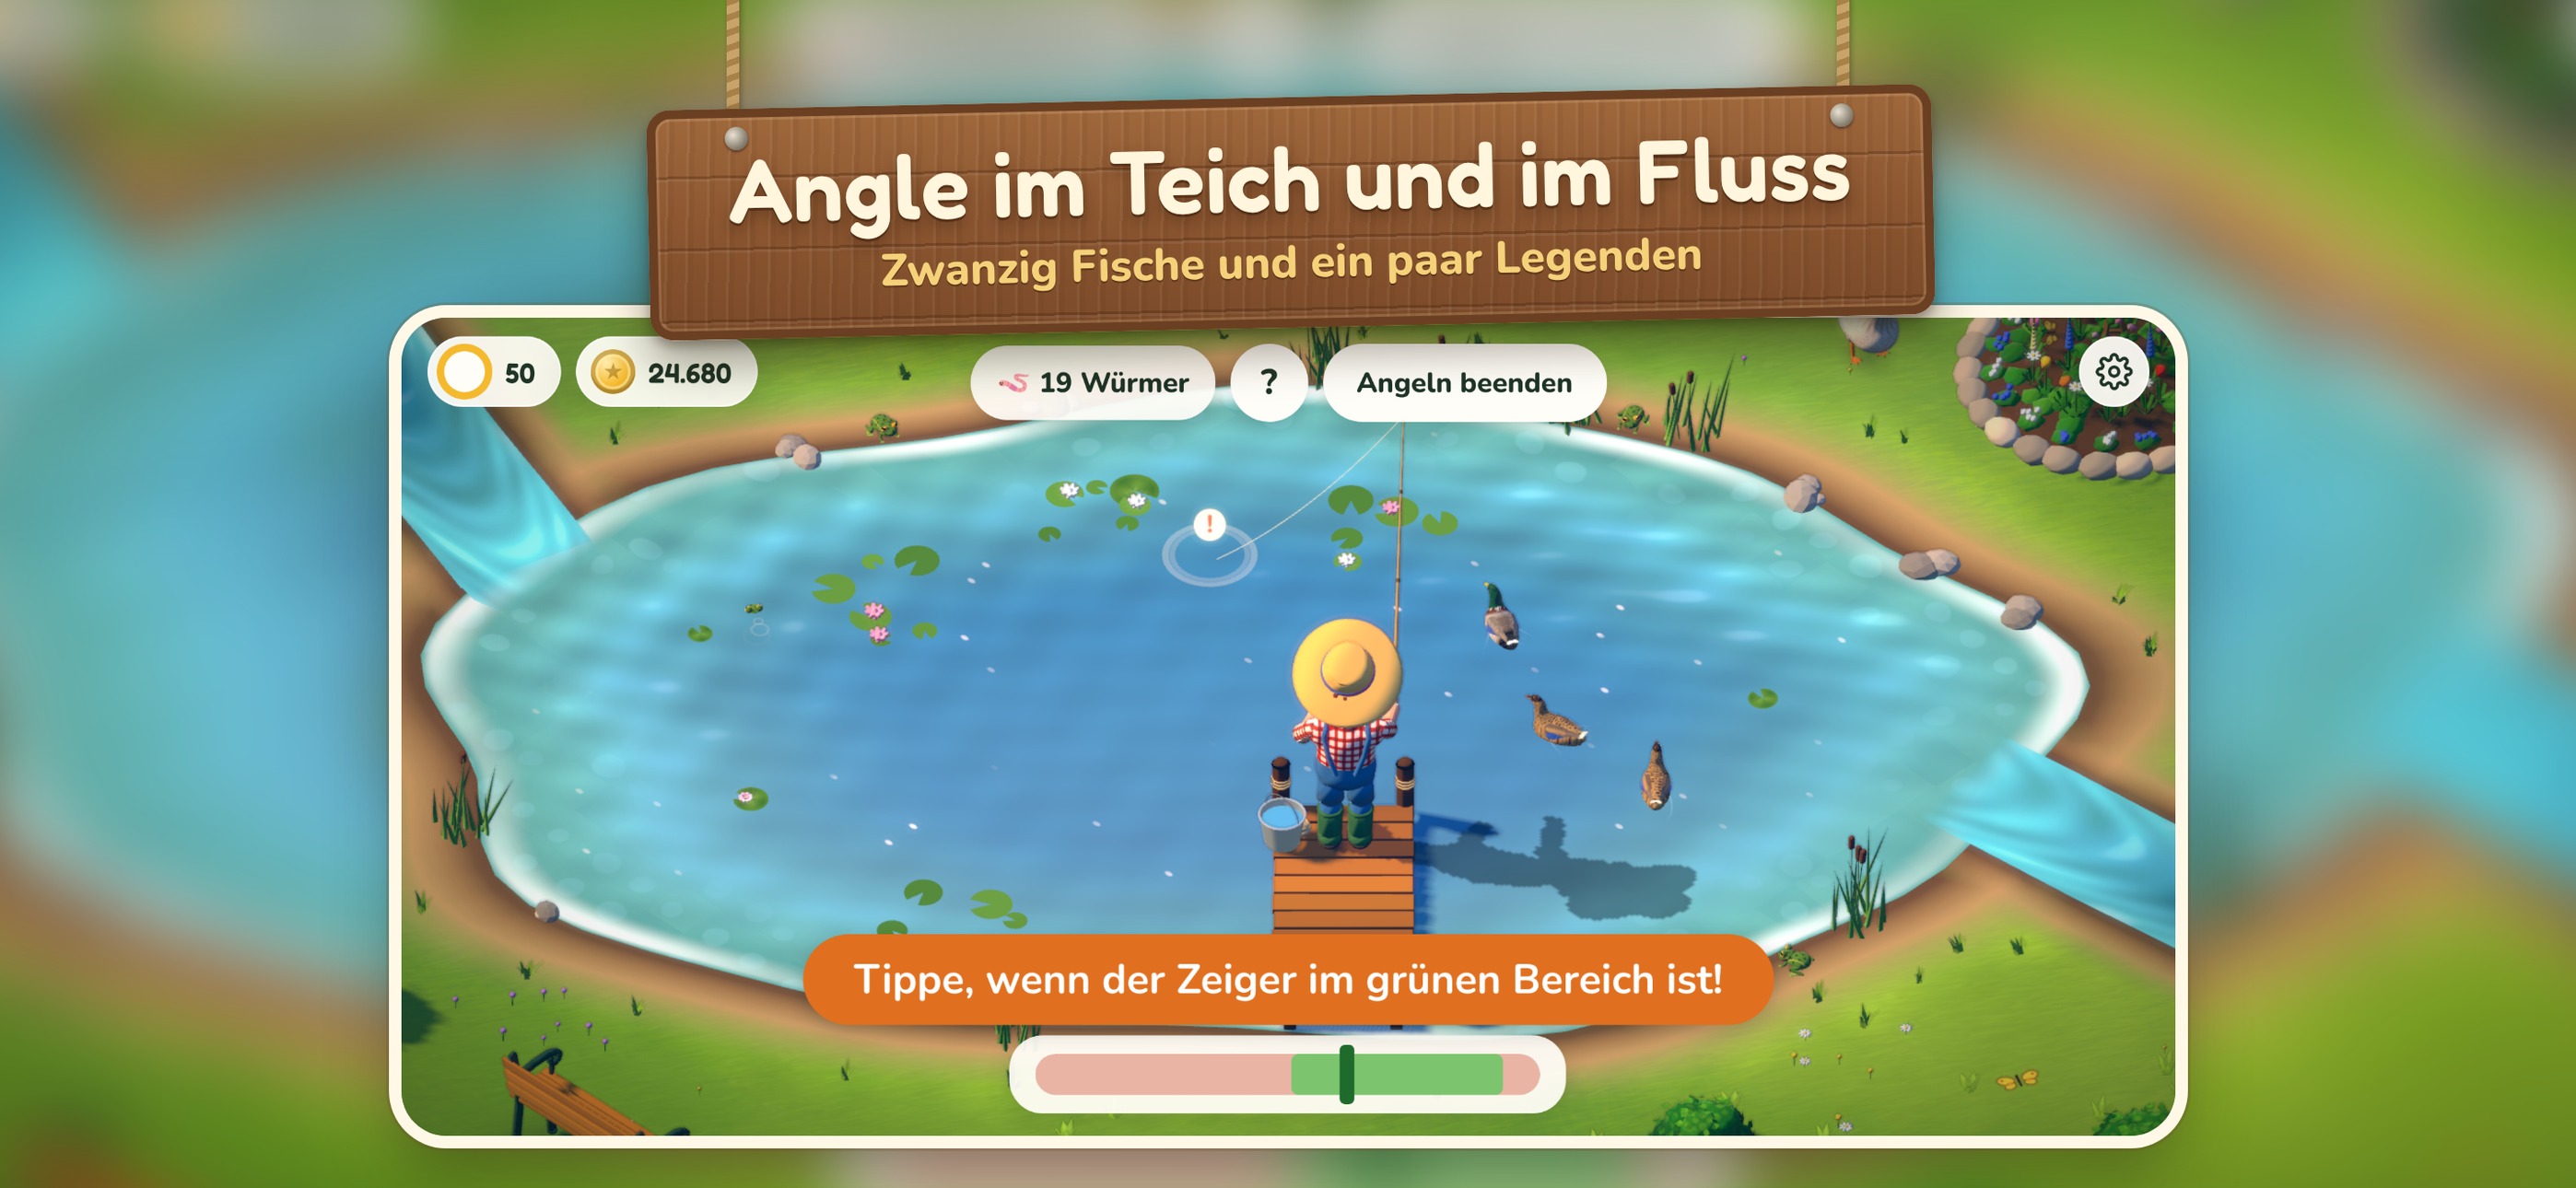 Angle im Teich und im Fluss
Zwanzig Fische und ein paar Legenden
50
24.680
19 Würmer
?
Angeln beenden
!
Tippe, wenn der Zeiger im grünen Bereich ist!